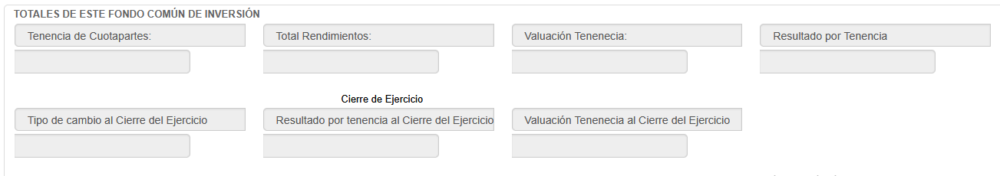 TOTALES DE ESTE FONDO COMÚN DE INVERSIÓN
Tenencia de Cuotapartes:
Total Rendimientos:
Valuación Tenenecia:
Resultado por Tenencia
Cierre de Ejercicio
Tipo de cambio al Cierre del Ejercicio
Resultado por tenencia al Cierre del Ejercicio
Valuación Tenenecia al Cierre del Ejercicio